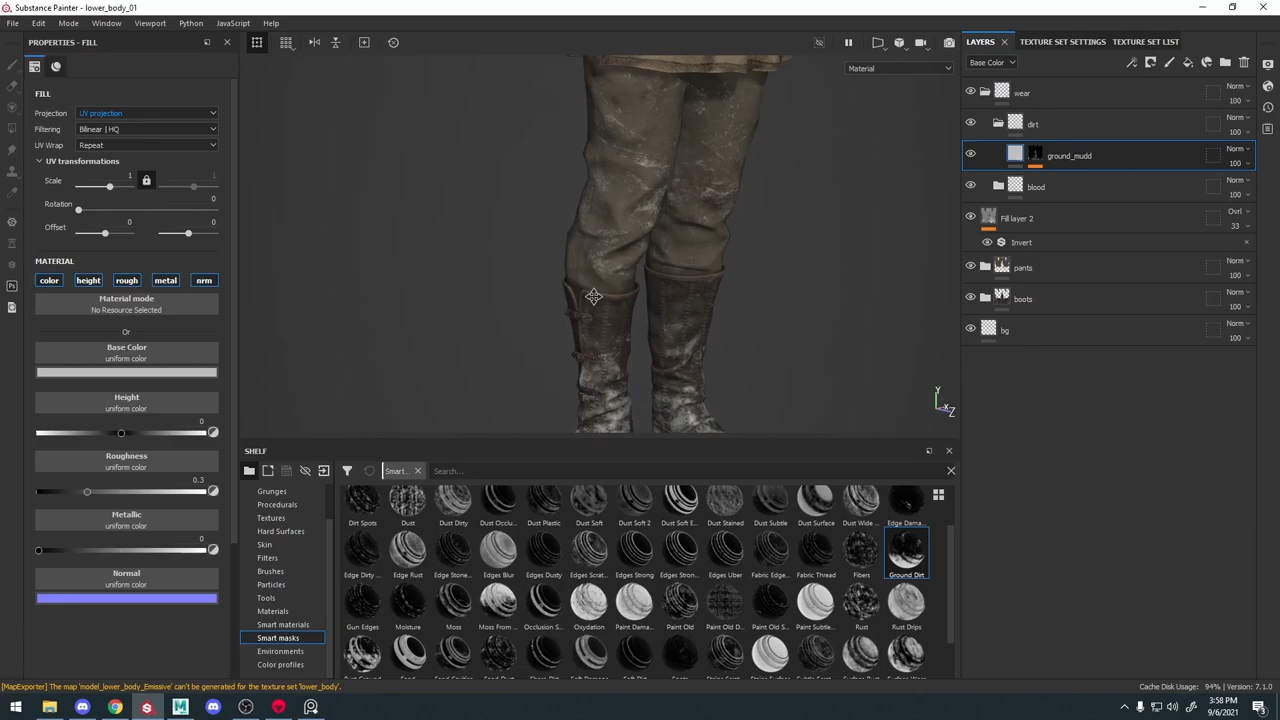 Substance Painter - lower_body_01
File Edit Mode Window Viewport Python JavaScript Help
PROPERTIES - FILL
FILL
Projection UV projection
Filtering Bilinear | HQ
UV Wrap Repeat
UV transformations
Scale 1 1
Rotation 0
Offset 0 0
MATERIAL
color height rough metal nrm
Material mode
No Resource Selected
Or
Base Color
uniform color
Height
uniform color
0
Roughness
uniform color
0.3
Metallic
uniform color
0
Normal
uniform color
Material
Y
X
Z
SHELF
Smart... Search...
Grunges
Procedurals
Textures
Hard Surfaces
Skin
Filters
Brushes
Particles
Tools
Materials
Smart materials
Smart masks
Environments
Color profiles
Dirt Spots Dust Dust Dirty Dust Occlu... Dust Plastic Dust Soft Dust Soft 2 Dust Soft E... Dust Stained Dust Subtle Dust Surface Dust Wide ... Edge Dama...
Edge Dirty ... Edge Rust Edge Stone... Edges Blur Edges Dusty Edges Scrat... Edges Strong Edges Stron... Edges Uber Fabric Edge... Fabric Thread Fibers Ground Dirt
Gun Edges Moisture Moss Moss From ... Occlusion S... Oxydation Paint Dama... Paint Old Paint Old D... Paint Old S... Paint Subtle... Rust Rust Drips
LAYERS TEXTURE SET SETTINGS TEXTURE SET LIST
Base Color
wear Norm 100
dirt Norm 100
ground_mudd Norm 100
blood Norm 100
Fill layer 2 Ovrl 33
Invert
pants Norm 100
boots Norm 100
bg Norm 100
[MapExporter] The map 'model_lower_body_Emissive' can't be generated for the texture set 'lower_body'.
Cache Disk Usage: 94% | Version: 7.1.0
3:58 PM
9/6/2021